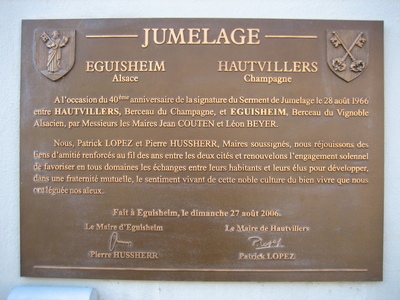 JUMELAGE
EGUISHEIM HAUTVILLERS
Alsace Champagne
A l'occasion du 40ème anniversaire de la signature du Serment de Jumelage le 28 août 1966
entre HAUTVILLERS, Berceau du Champagne, et EGUISHEIM, Berceau du Vignoble
Alsacien, par Messieurs les Maires Jean COUTEN et Léon BEYER.
Nous, Patrick LOPEZ et Pierre HUSSHERR, Maires soussignés, nous réjouissons des
liens d'amitié renforcés au fil des ans entre les deux cités et renouvelons l'engagement solennel
de favoriser en tous domaines les échanges entre leurs habitants et leurs élus pour développer,
dans une fraternité mutuelle, le sentiment vivant de cette noble culture du bien vivre que nous
ont léguée nos aïeux.
Fait à Eguisheim, le dimanche 27 août 2006.
Le Maire d'Eguisheim Le Maire de Hautvillers
Pierre HUSSHERR Patrick LOPEZ